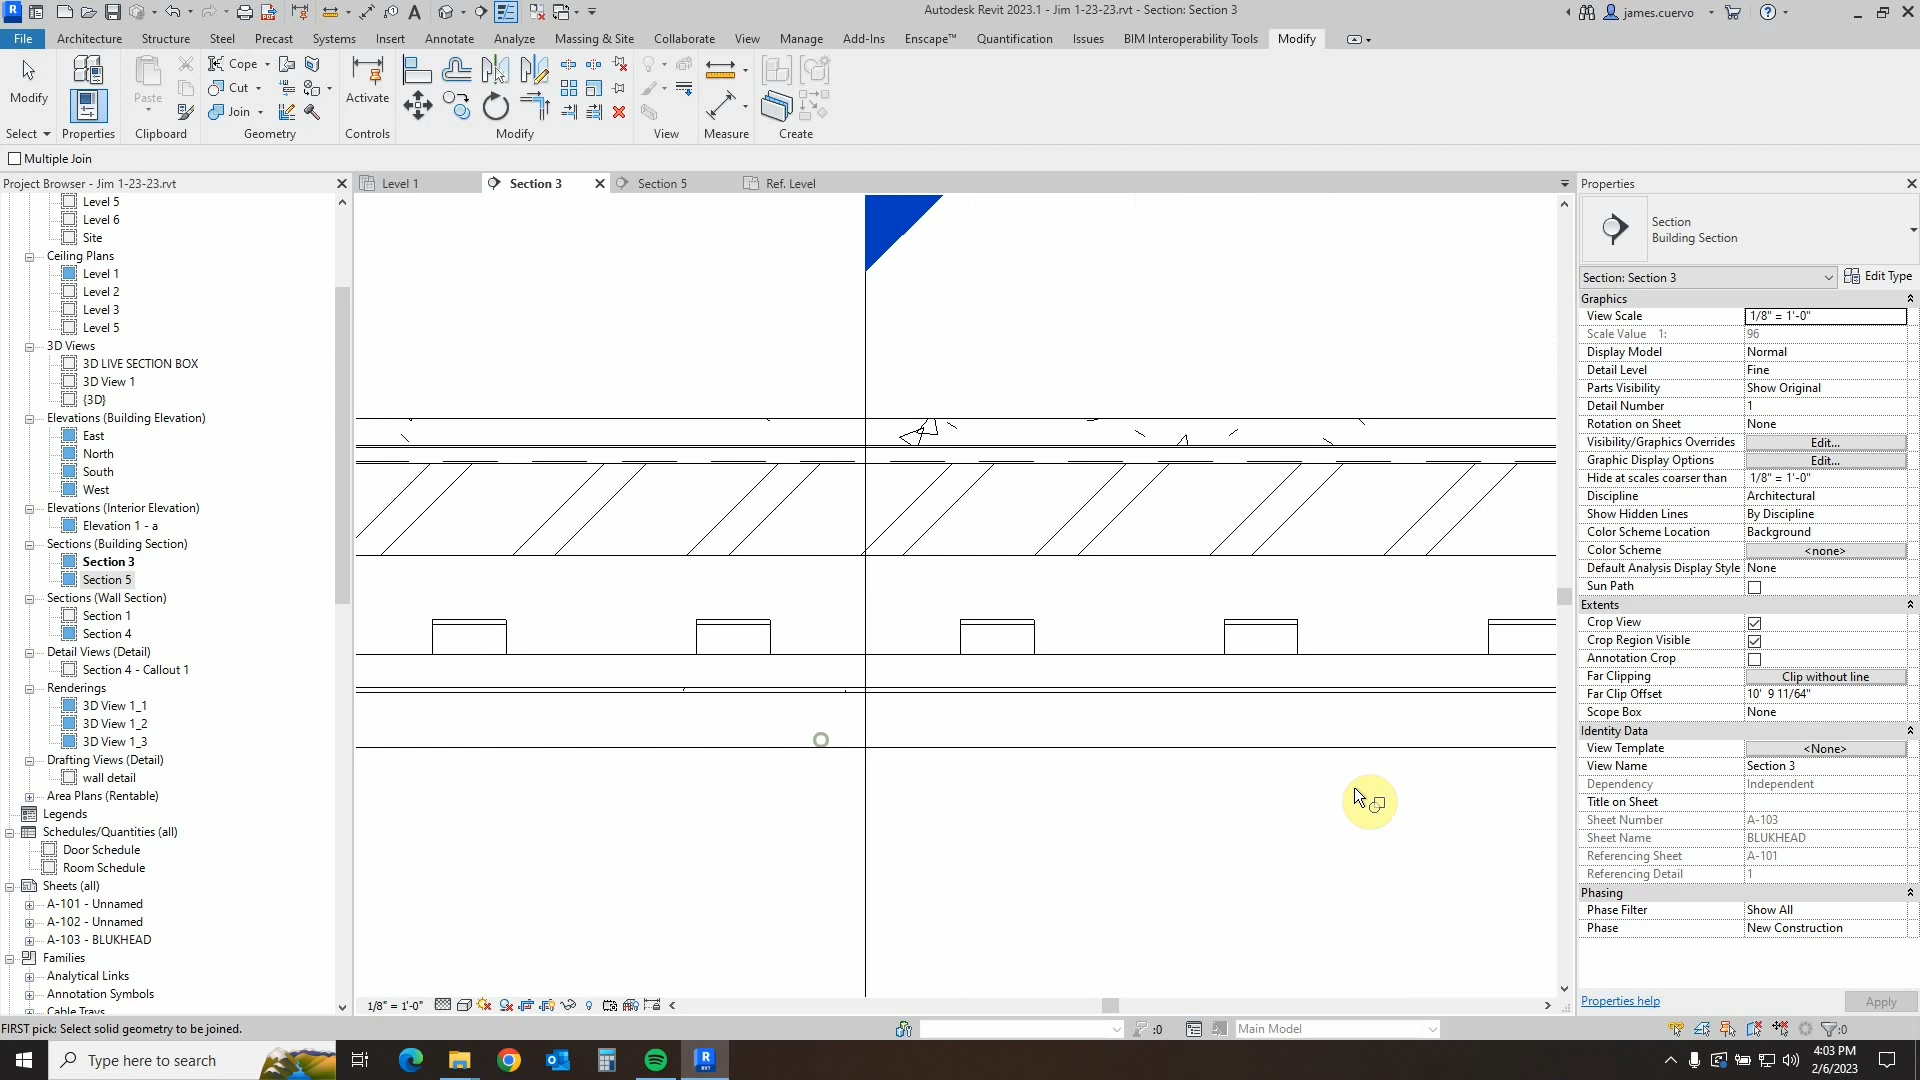 Autodesk Revit 2023.1 - Jim 1-23-23.rvt - Section: Section 3
james.cuervo
File
Architecture
Structure
Steel
Precast
Systems
Insert
Annotate
Analyze
Massing & Site
Collaborate
View
Manage
Add-Ins
Enscape™
Quantification
Issues
BIM Interoperability Tools
Modify
Modify
Paste
Cope
Cut
Join
Activate
Select
Properties
Clipboard
Geometry
Controls
Modify
View
Measure
Create
Multiple Join
Project Browser - Jim 1-23-23.rvt
Level 1
Section 3
Section 5
Ref. Level
Properties
Level 5
Level 6
Site
Ceiling Plans
Level 1
Level 2
Level 3
Level 5
3D Views
3D LIVE SECTION BOX
3D View 1
{3D}
Elevations (Building Elevation)
East
North
South
West
Elevations (Interior Elevation)
Elevation 1 - a
Sections (Building Section)
Section 3
Section 5
Sections (Wall Section)
Section 1
Section 4
Detail Views (Detail)
Section 4 - Callout 1
Renderings
3D View 1_1
3D View 1_2
3D View 1_3
Drafting Views (Detail)
wall detail
Area Plans (Rentable)
Legends
Schedules/Quantities (all)
Door Schedule
Room Schedule
Sheets (all)
A-101 - Unnamed
A-102 - Unnamed
A-103 - BLUKHEAD
Families
Analytical Links
Annotation Symbols
Cable Trays
Section
Building Section
Section: Section 3
Edit Type
Graphics
View Scale 1/8" = 1'-0"
Scale Value 1: 96
Display Model Normal
Detail Level Fine
Parts Visibility Show Original
Detail Number 1
Rotation on Sheet None
Visibility/Graphics Overrides Edit...
Graphic Display Options Edit...
Hide at scales coarser than 1/8" = 1'-0"
Discipline Architectural
Show Hidden Lines By Discipline
Color Scheme Location Background
Color Scheme <none>
Default Analysis Display Style None
Sun Path
Extents
Crop View
Crop Region Visible
Annotation Crop
Far Clipping Clip without line
Far Clip Offset 10' 9 11/64"
Scope Box None
Identity Data
View Template <None>
View Name Section 3
Dependency Independent
Title on Sheet
Sheet Number A-103
Sheet Name BLUKHEAD
Referencing Sheet A-101
Referencing Detail 1
Phasing
Phase Filter Show All
Phase New Construction
Properties help
Apply
1/8" = 1'-0"
FIRST pick: Select solid geometry to be joined.
:0
Main Model
:0
Type here to search
4:03 PM
2/6/2023